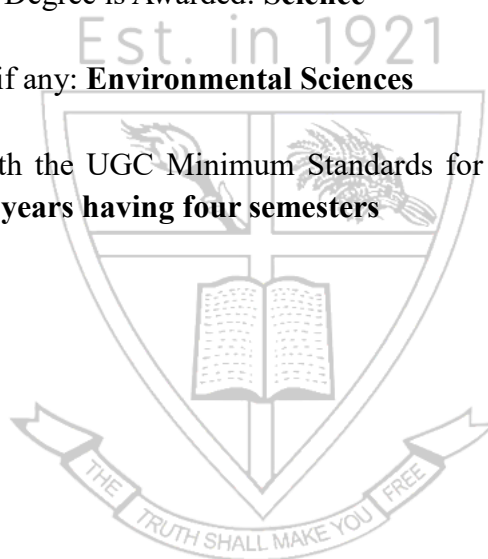 Degree is Awarded: Science
Est. in 1921
if any: Environmental Sciences
th the UGC Minimum Standards for
years having four semesters
THE TRUTH SHALL MAKE YOU FREE